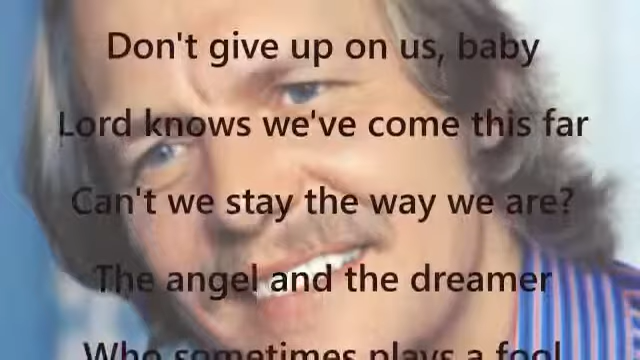 Don't give up on us, baby
Lord knows we've come this far
Can't we stay the way we are?
The angel and the dreamer
Who sometimes plays a fool